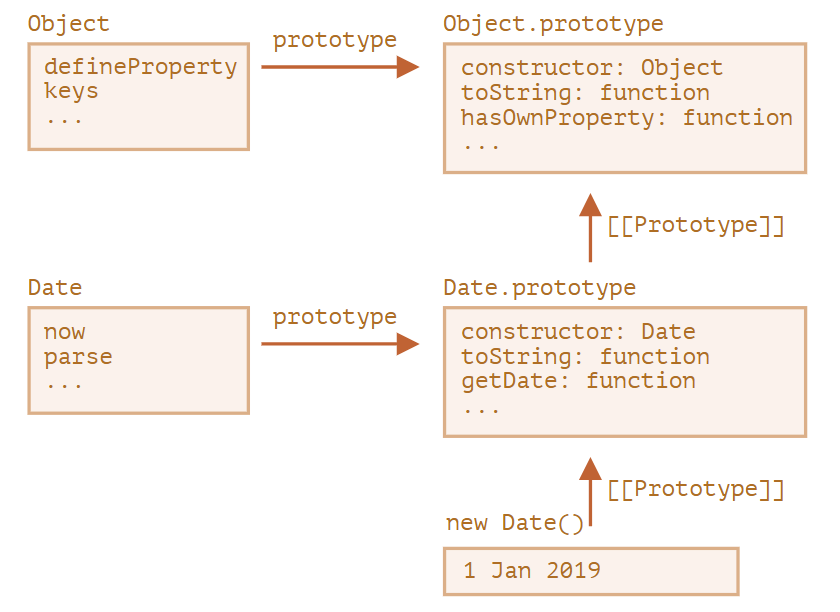 Object
prototype
Object.prototype
defineProperty
keys
...
constructor: Object
toString: function
hasOwnProperty: function
...
[[Prototype]]
Date
prototype
Date.prototype
now
parse
...
constructor: Date
toString: function
getDate: function
...
[[Prototype]]
new Date()
1 Jan 2019